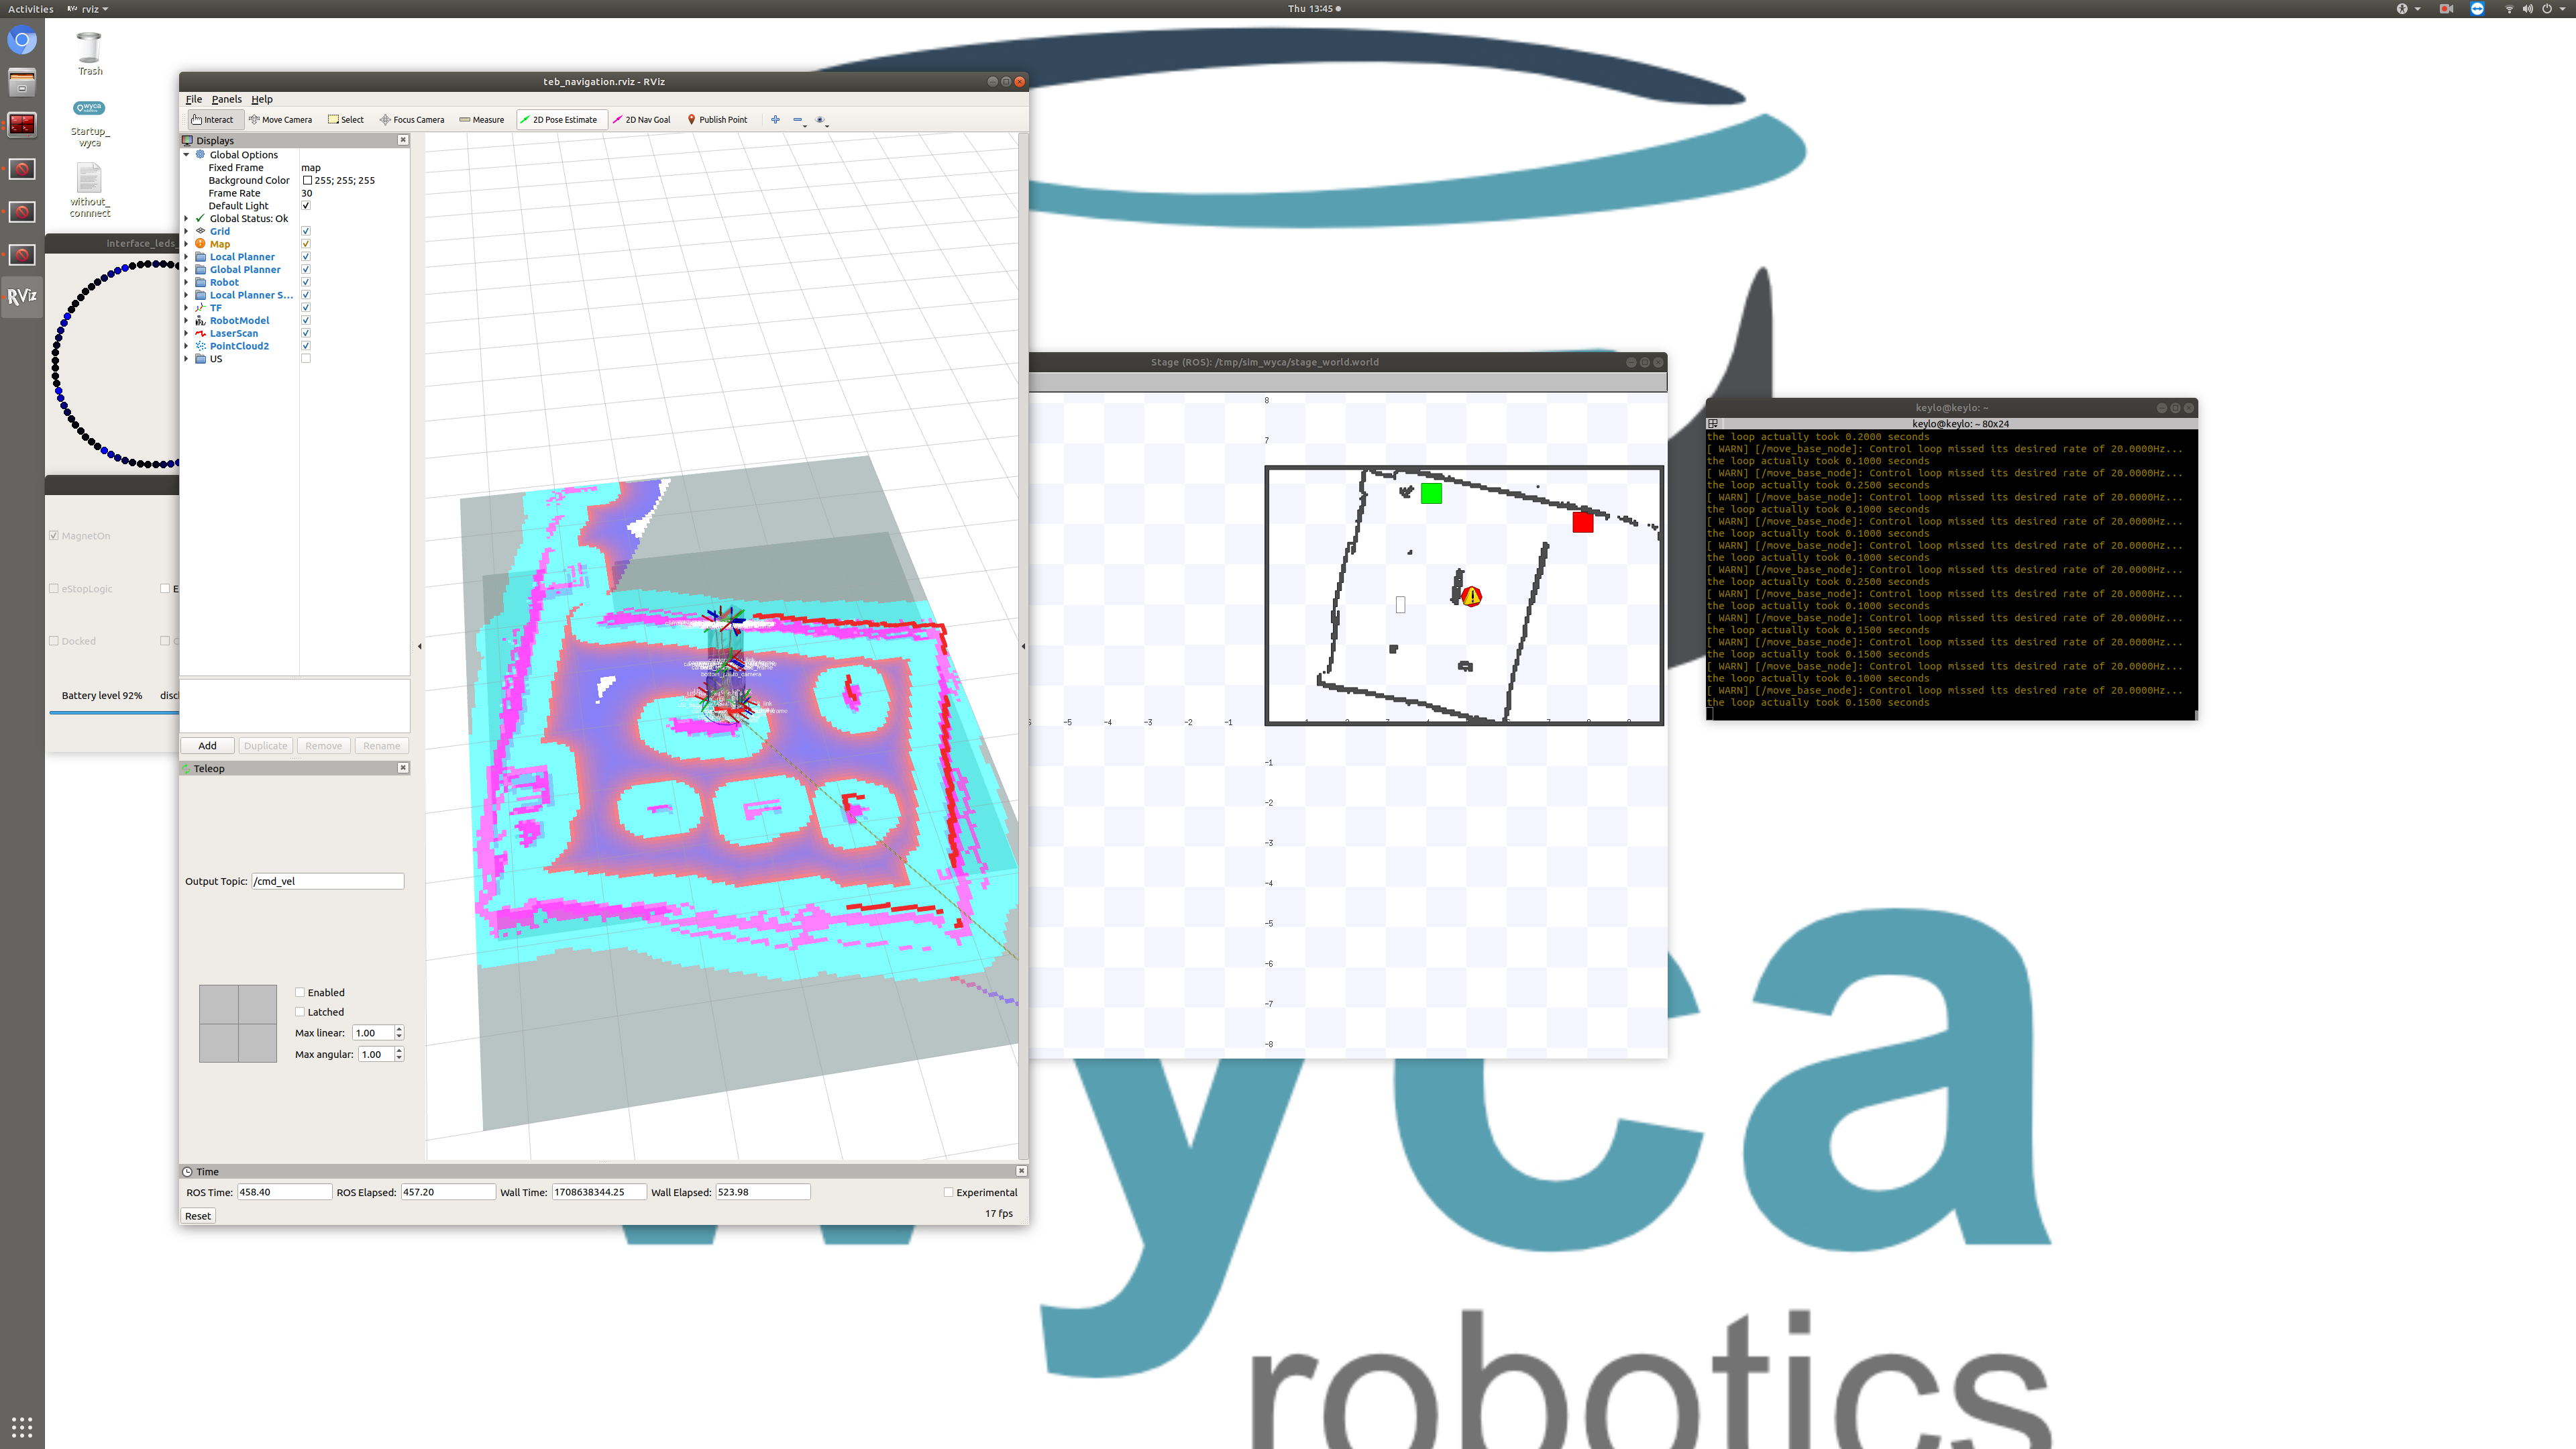 Activities
rviz
Thu 13:45
Trash
Startup_
wyca
without_
connnect
interface_leds_
MagnetOn
eStopLogic
E
Docked
Battery level 92%
discl
teb_navigation.rviz - RViz
File Panels Help
Interact Move Camera Select Focus Camera Measure 2D Pose Estimate 2D Nav Goal Publish Point
Displays
Global Options
Fixed Frame map
Background Color 255; 255; 255
Frame Rate 30
Default Light
Global Status: Ok
Grid
Map
Local Planner
Global Planner
Robot
Local Planner S...
TF
RobotModel
LaserScan
PointCloud2
US
Add Duplicate Remove Rename
Teleop
Output Topic: /cmd_vel
Enabled
Latched
Max linear: 1.00
Max angular: 1.00
Time
ROS Time: 458.40 ROS Elapsed: 457.20 Wall Time: 1708638344.25 Wall Elapsed: 523.98 Experimental
Reset
17 fps
Stage (ROS): /tmp/sim_wyca/stage_world.world
8
7
-5 -4 -3 -2 -1
-1
-2
-3
-4
-5
-6
-7
-8
keylo@keylo: ~
keylo@keylo: ~ 80x24
the loop actually took 0.2000 seconds
[ WARN] [/move_base_node]: Control loop missed its desired rate of 20.0000Hz...
the loop actually took 0.1000 seconds
[ WARN] [/move_base_node]: Control loop missed its desired rate of 20.0000Hz...
the loop actually took 0.2500 seconds
[ WARN] [/move_base_node]: Control loop missed its desired rate of 20.0000Hz...
the loop actually took 0.1000 seconds
[ WARN] [/move_base_node]: Control loop missed its desired rate of 20.0000Hz...
the loop actually took 0.1000 seconds
[ WARN] [/move_base_node]: Control loop missed its desired rate of 20.0000Hz...
the loop actually took 0.1000 seconds
[ WARN] [/move_base_node]: Control loop missed its desired rate of 20.0000Hz...
the loop actually took 0.2500 seconds
[ WARN] [/move_base_node]: Control loop missed its desired rate of 20.0000Hz...
the loop actually took 0.1000 seconds
[ WARN] [/move_base_node]: Control loop missed its desired rate of 20.0000Hz...
the loop actually took 0.1500 seconds
[ WARN] [/move_base_node]: Control loop missed its desired rate of 20.0000Hz...
the loop actually took 0.1500 seconds
[ WARN] [/move_base_node]: Control loop missed its desired rate of 20.0000Hz...
the loop actually took 0.1000 seconds
[ WARN] [/move_base_node]: Control loop missed its desired rate of 20.0000Hz...
the loop actually took 0.1500 seconds
wyca
robotics